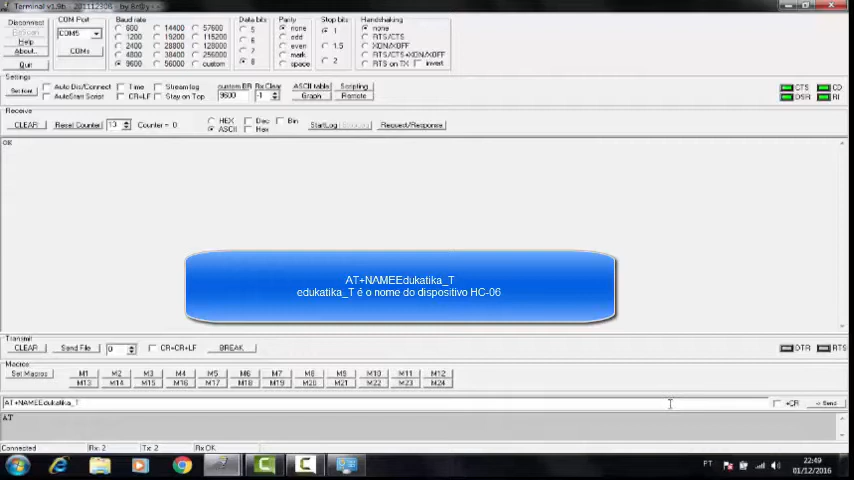 Terminal v1.9b - 20111230ß - by Br@y++
Disconnect
ReScan
Help
About..
Quit
COM Port
COM5
COMs
Baud rate
600 14400 57600
1200 19200 115200
2400 28800 128000
4800 38400 256000
9600 56000 custom
Data bits
5
6
7
8
Parity
none
odd
even
mark
space
Stop bits
1
1.5
2
Handshaking
none
RTS/CTS
XON/XOFF
RTS/CTS+XON/XOFF
RTS on TX invert
Settings
Set font
Auto Dis/Connect Time Stream log
AutoStart Script CR=LF Stay on Top
custom BR Rx Clear
9600 -1
ASCII table Scripting
Graph Remote
CTS CD
DSR RI
Receive
CLEAR Reset Counter 13 Counter = 0
HEX Dec Bin
ASCII Hex
StartLog Request/Response
OK
AT+NAMEEdukatika_T
edukatika_T é o nome do dispositivo HC-06
Transmit
CLEAR Send File 0 CR=CR+LF BREAK
DTR RTS
Macros
Set Macros
M1 M2 M3 M4 M5 M6 M7 M8 M9 M10 M11 M12
M13 M14 M15 M16 M17 M18 M19 M20 M21 M22 M23 M24
AT+NAMEEdukatika_T
+CR -> Send
AT
Connected Rx: 2 Tx: 2 Rx OK
PT
22:49
01/12/2016